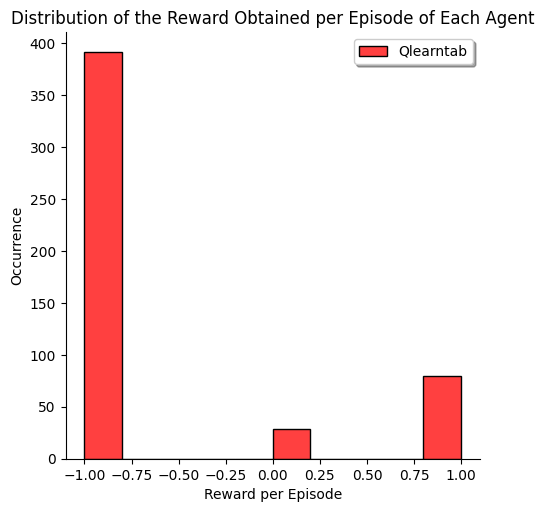 Distribution of the Reward Obtained per Episode of Each Agent
Qlearntab
400
350
300
250
200
150
100
50
0
Occurrence
−1.00 −0.75 −0.50 −0.25 0.00 0.25 0.50 0.75 1.00
Reward per Episode